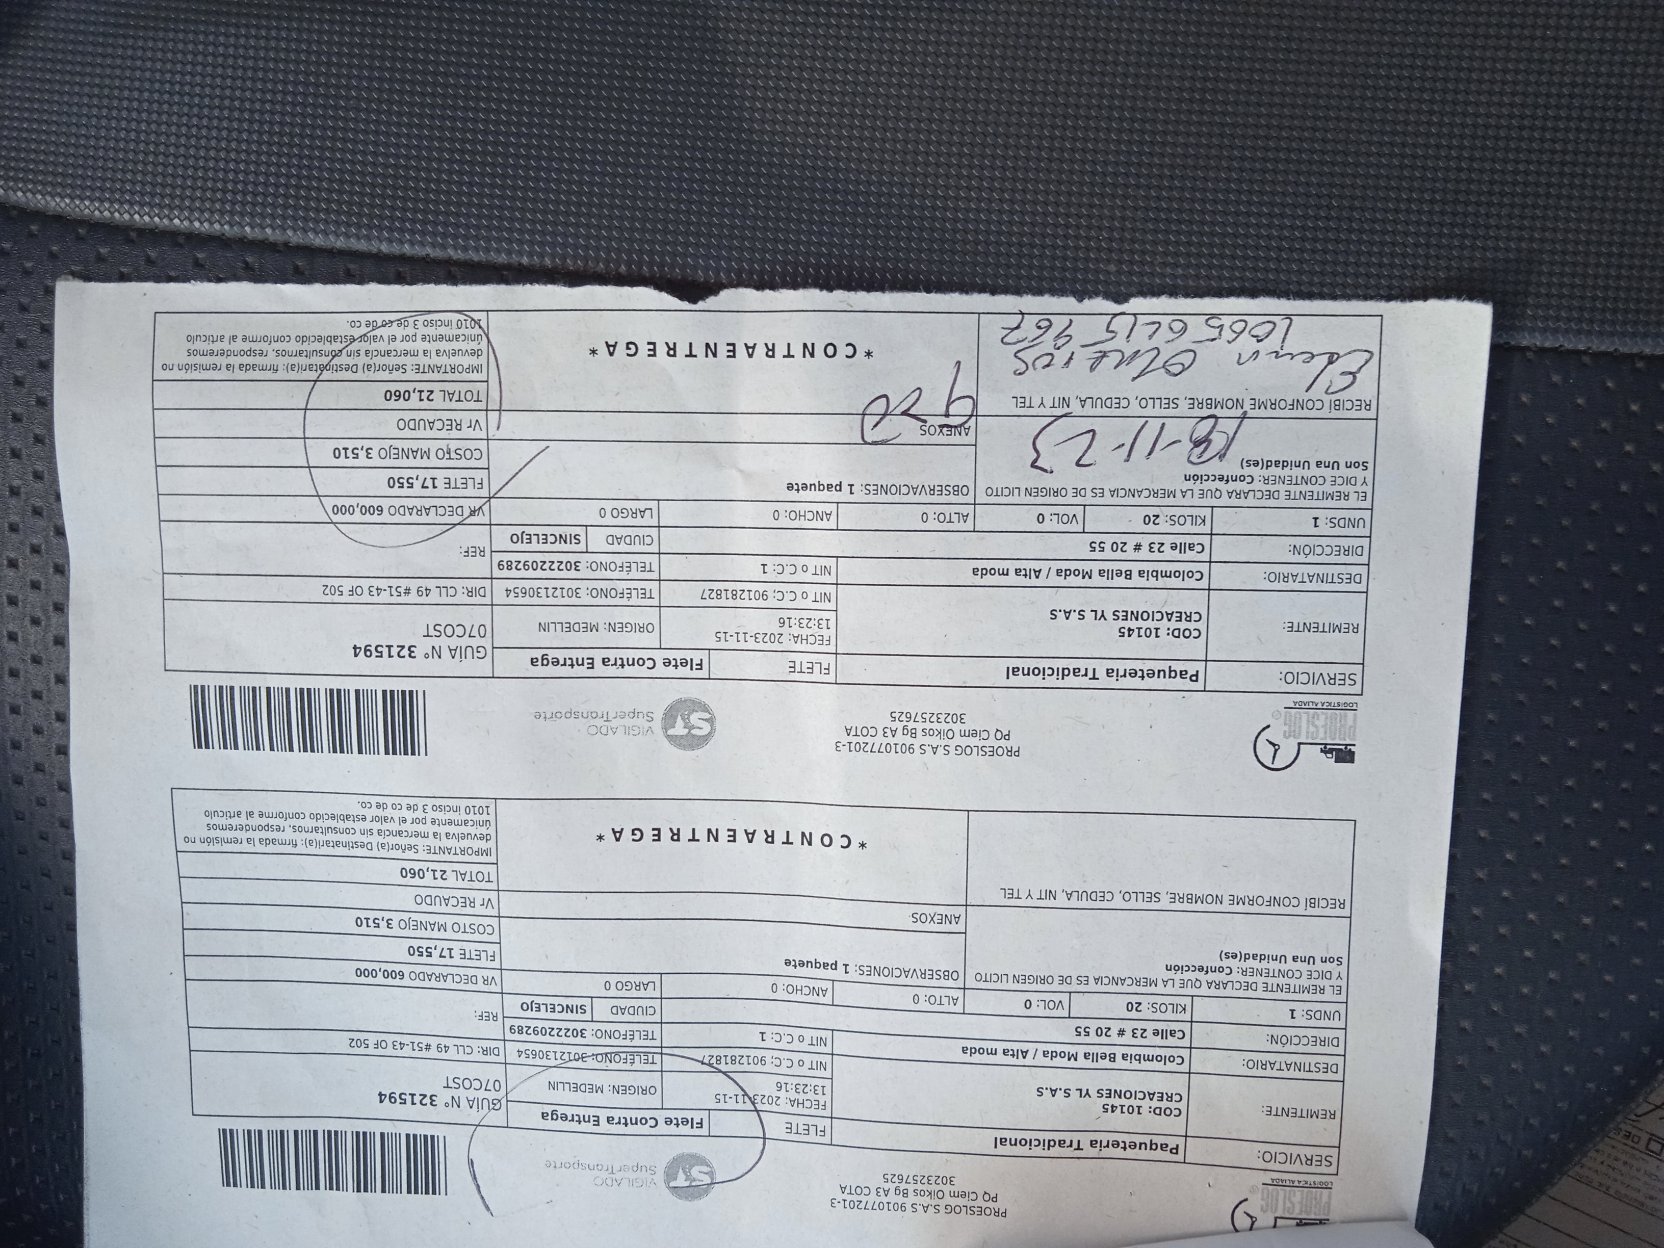 PROESLOG
LOGISTICA ALIADA
PROESLOG S.A.S 901077201-3
PQ Ciem Oikos Bg A3 COTA
3023257625
ST
VIGILADO
SuperTransporte
SERVICIO: Paqueteria Tradicional FLETE Flete Contra Entrega GUÍA N° 321594
07COST
REMITENTE: COD: 10145
CREACIONES YL S.A.S
FECHA: 2023-11-15
13:23:16
ORIGEN: MEDELLIN
NIT o C.C: 901281827 TELÉFONO: 3012130654 DIR: CLL 49 #51-43 OF 502
DESTINATARIO: Colombia Bella Moda / Alta moda NIT o C.C: 1 TELÉFONO: 3022209289 REF:
DIRECCIÓN: Calle 23 # 20 55 CIUDAD SINCELEJO
UNDS: 1 KILOS: 20 VOL: 0 ALTO: 0 ANCHO: 0 LARGO 0 VR DECLARADO 600,000
EL REMITENTE DECLARA QUE LA MERCANCIA ES DE ORIGEN LICITO
Y DICE CONTENER: Confección
Son Una Unidad(es)
OBSERVACIONES: 1 paquete
FLETE 17,550
COSTO MANEJO 3,510
ANEXOS
Vr RECAUDO
RECIBÍ CONFORME NOMBRE, SELLO, CEDULA, NIT Y TEL
*CONTRAENTREGA*
TOTAL 21,060
IMPORTANTE: Señor(a) Destinatari(a): firmada la remisión no
devuelva la mercancia sin consultarnos, responderemos
únicamente por el valor establecido conforme al artículo
1010 inciso 3 de co de co.
PROESLOG
LOGISTICA ALIADA
PROESLOG S.A.S 901077201-3
PQ Ciem Oikos Bg A3 COTA
3023257625
ST
VIGILADO
SuperTransporte
SERVICIO: Paqueteria Tradicional FLETE Flete Contra Entrega GUÍA N° 321594
07COST
REMITENTE: COD: 10145
CREACIONES YL S.A.S
FECHA: 2023-11-15
13:23:16
ORIGEN: MEDELLIN
NIT o C.C; 901281827 TELÉFONO: 3012130654 DIR: CLL 49 #51-43 OF 502
DESTINATARIO: Colombia Bella Moda / Alta moda NIT o C.C: 1 TELÉFONO: 3022209289 REF:
DIRECCIÓN: Calle 23 # 20 55 CIUDAD SINCELEJO
UNDS: 1 KILOS: 20 VOL: 0 ALTO: 0 ANCHO: 0 LARGO 0 VR DECLARADO 600,000
EL REMITENTE DECLARA QUE LA MERCANCIA ES DE ORIGEN LICITO
Y DICE CONTENER: Confección
Son Una Unidad(es)
18-11-23
OBSERVACIONES: 1 paquete
FLETE 17,550
COSTO MANEJO 3,510
ANEXOS
Vr RECAUDO
RECIBÍ CONFORME NOMBRE, SELLO, CEDULA, NIT Y TEL
*CONTRAENTREGA*
TOTAL 21,060
IMPORTANTE: Señor(a) Destinatari(a): firmada la remisión no
devuelva la mercancia sin consultarnos, responderemos
únicamente por el valor establecido conforme al artículo
1010 inciso 3 de co de co.